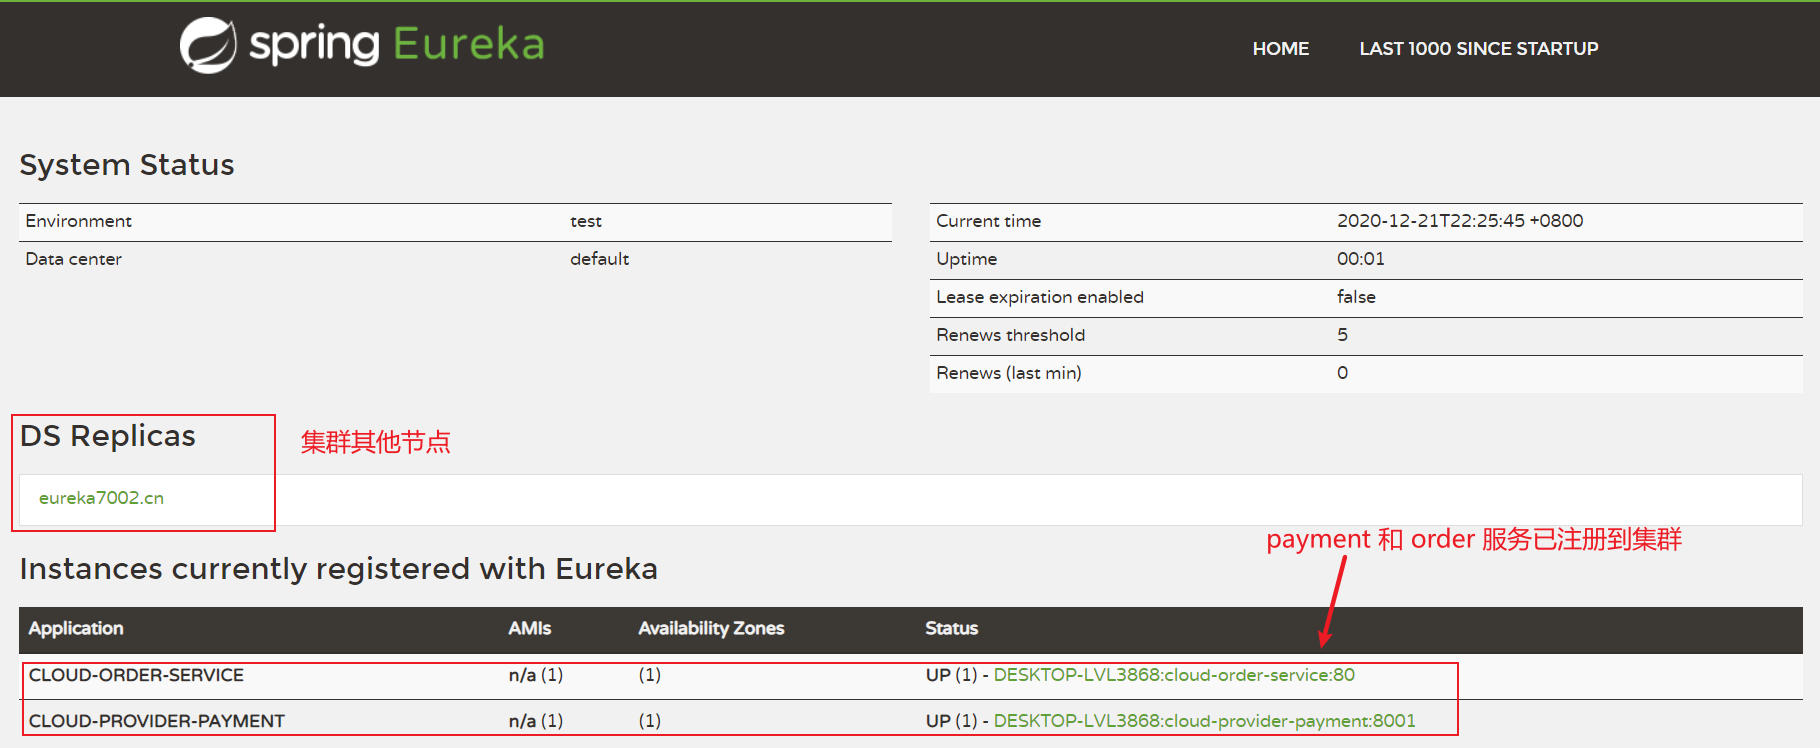 spring Eureka
HOME LAST 1000 SINCE STARTUP
System Status
Environment test
Data center default
Current time 2020-12-21T22:25:45 +0800
Uptime 00:01
Lease expiration enabled false
Renews threshold 5
Renews (last min) 0
DS Replicas
集群其他节点
eureka7002.cn
payment 和 order 服务已注册到集群
Instances currently registered with Eureka
Application AMIs Availability Zones Status
CLOUD-ORDER-SERVICE n/a (1) (1) UP (1) - DESKTOP-LVL3868:cloud-order-service:80
CLOUD-PROVIDER-PAYMENT n/a (1) (1) UP (1) - DESKTOP-LVL3868:cloud-provider-payment:8001